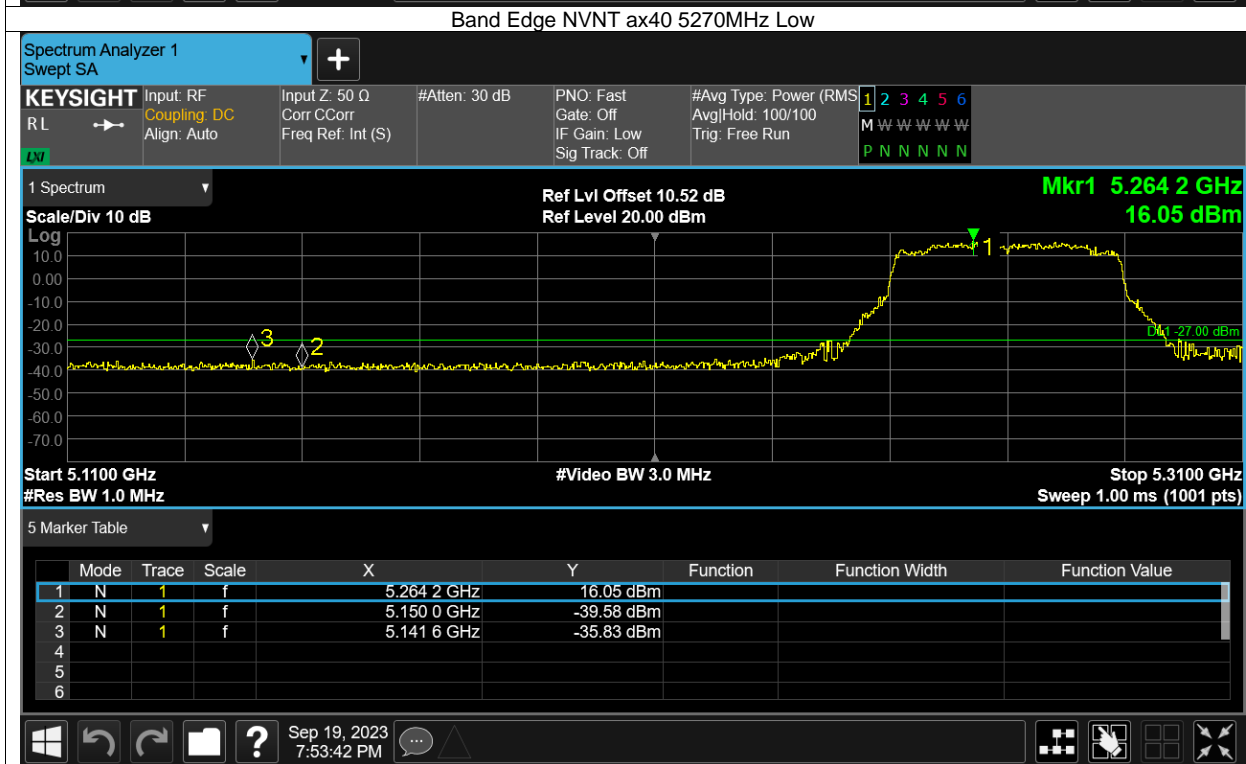 Band Edge NVNT ax40 5270MHz Low
Spectrum Analyzer 1
Swept SA
+
KEYSIGHT
R L
LXI
Input: RF
Coupling: DC
Align: Auto
Input Z: 50 Ω
Corr CCorr
Freq Ref: Int (S)
#Atten: 30 dB
PNO: Fast
Gate: Off
IF Gain: Low
Sig Track: Off
#Avg Type: Power (RMS
Avg|Hold: 100/100
Trig: Free Run
1 2 3 4 5 6
M W W W W W
P N N N N N
1 Spectrum
Scale/Div 10 dB
Ref Lvl Offset 10.52 dB
Ref Level 20.00 dBm
Mkr1 5.264 2 GHz
16.05 dBm
Log
10.0
0.00
-10.0
-20.0
-30.0
-40.0
-50.0
-60.0
-70.0
1
3
2
DL1 -27.00 dBm
Start 5.1100 GHz
#Res BW 1.0 MHz
#Video BW 3.0 MHz
Stop 5.3100 GHz
Sweep 1.00 ms (1001 pts)
5 Marker Table
Mode Trace Scale X Y Function Function Width Function Value
1 N 1 f 5.264 2 GHz 16.05 dBm
2 N 1 f 5.150 0 GHz -39.58 dBm
3 N 1 f 5.141 6 GHz -35.83 dBm
4
5
6
?
Sep 19, 2023
7:53:42 PM